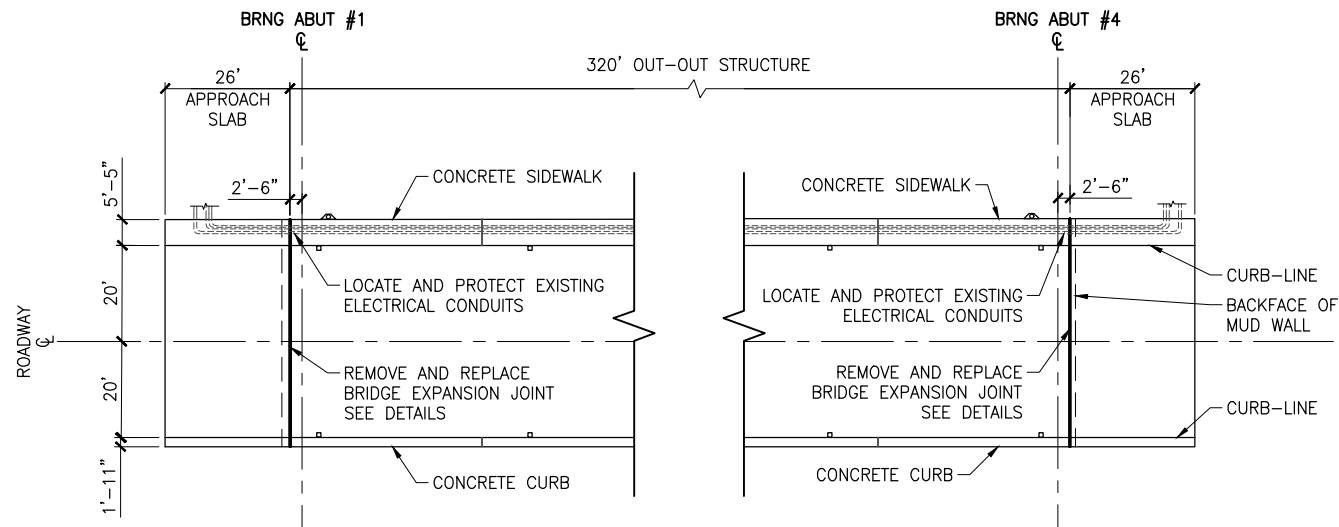 BRNG ABUT #1
℄
BRNG ABUT #4
℄
320' OUT-OUT STRUCTURE
26'
APPROACH
SLAB
26'
APPROACH
SLAB
5'-5"
2'-6"
CONCRETE SIDEWALK
CONCRETE SIDEWALK
2'-6"
LOCATE AND PROTECT EXISTING
ELECTRICAL CONDUITS
LOCATE AND PROTECT EXISTING
ELECTRICAL CONDUITS
CURB-LINE
BACKFACE OF
MUD WALL
20'
ROADWAY
℄
20'
REMOVE AND REPLACE
BRIDGE EXPANSION JOINT
SEE DETAILS
REMOVE AND REPLACE
BRIDGE EXPANSION JOINT
SEE DETAILS
CURB-LINE
1'-11"
CONCRETE CURB
CONCRETE CURB